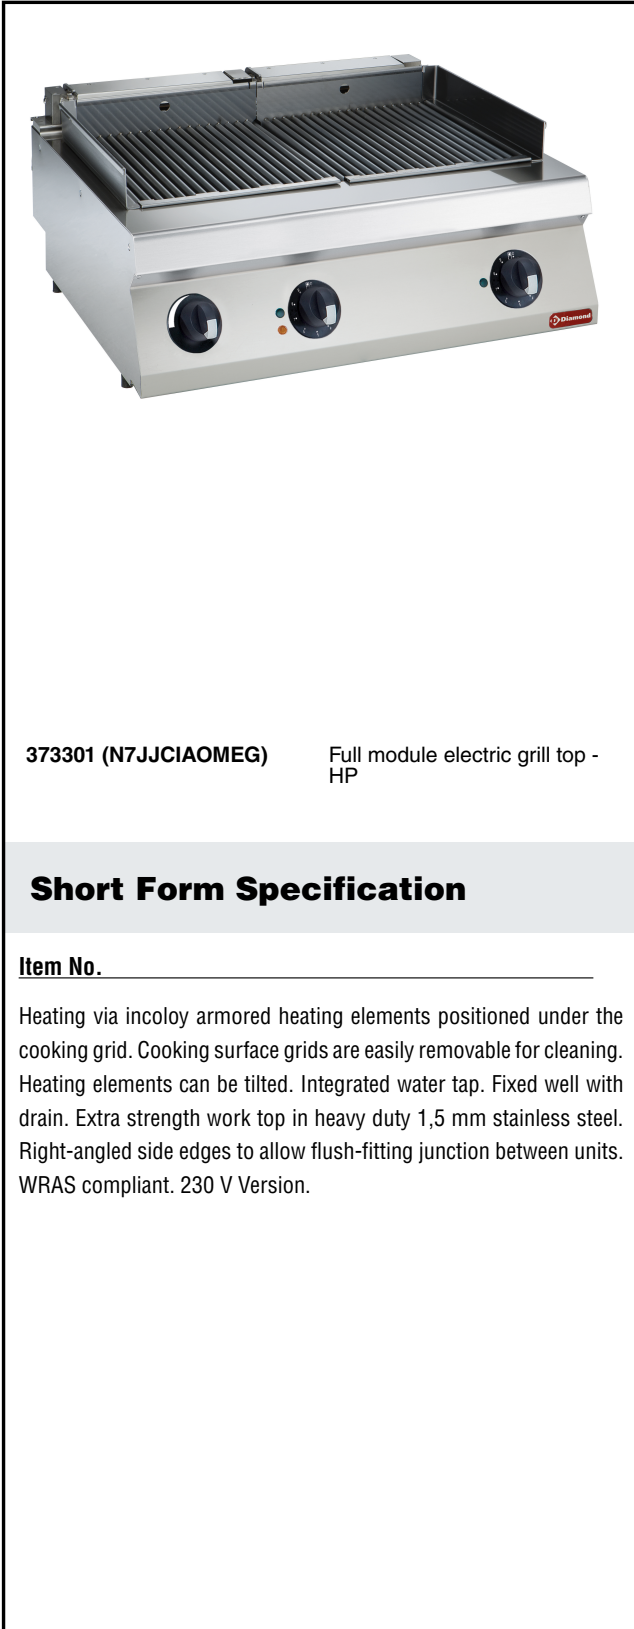 Diamond
373301 (N7JJCIAOMEG)
Full module electric grill top -
HP
Short Form Specification
Item No.
Heating via incoloy armored heating elements positioned under the
cooking grid. Cooking surface grids are easily removable for cleaning.
Heating elements can be tilted. Integrated water tap. Fixed well with
drain. Extra strength work top in heavy duty 1,5 mm stainless steel.
Right-angled side edges to allow flush-fitting junction between units.
WRAS compliant. 230 V Version.